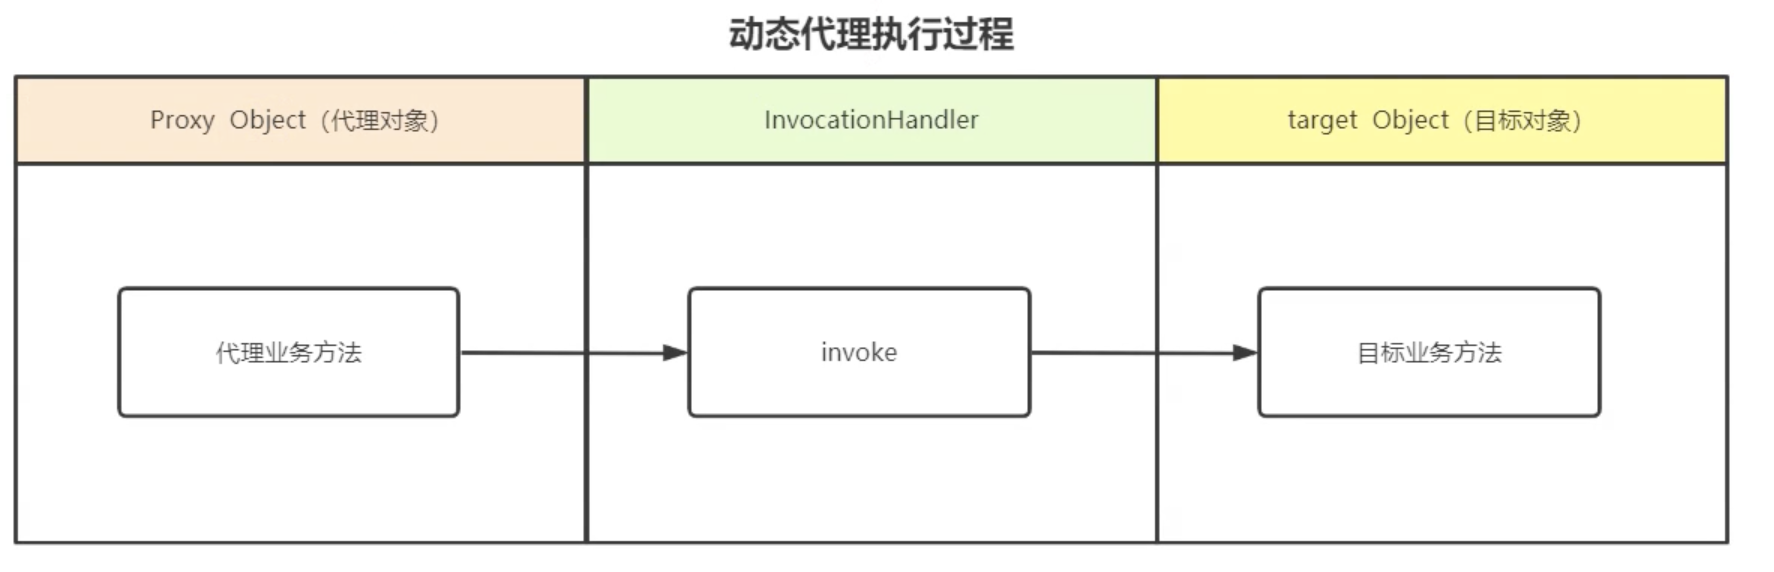 动态代理执行过程
Proxy Object（代理对象）
InvocationHandler
target Object（目标对象）
代理业务方法
invoke
目标业务方法